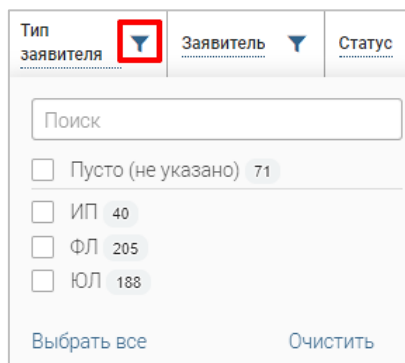 Тип
заявителя
Заявитель
Статус
Поиск
Пусто (не указано) 71
ИП 40
ФЛ 205
ЮЛ 188
Выбрать все Очистить